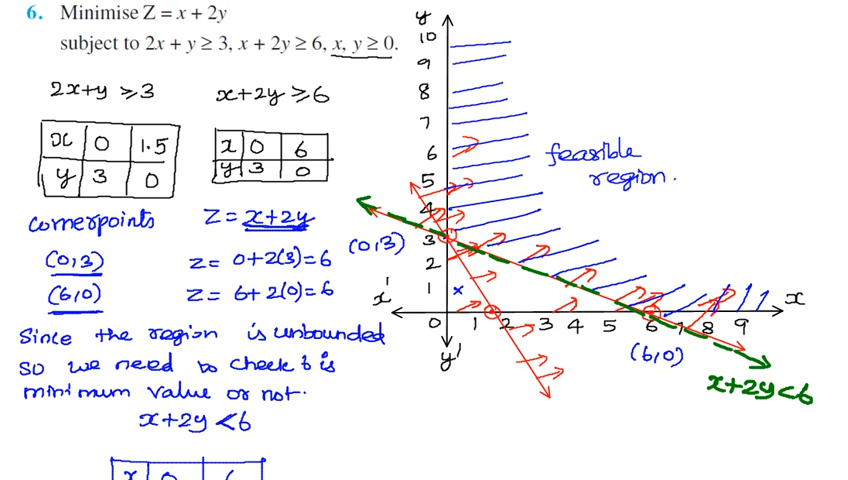 6. Minimise Z = x + 2y
subject to 2x + y ≥ 3, x + 2y ≥ 6, x, y ≥ 0.
2x+y ≥ 3
x+2y ≥ 6
x 0 1.5
y 3 0
x 0 6
y 3 0
cornerpoints
Z = x+2y
(0,3)
Z = 0+2(3)=6
(6,0)
Z = 6+2(0)=6
Since the region is unbounded
so we need to check 6 is
minimum value or not.
x+2y < 6
x 0 6
y
10
9
8
7
6
5
4
3
2
1
0 1 2 3 4 5 6 7 8 9
x'
x
y'
feasible
region.
(0,3)
(6,0)
x+2y<6